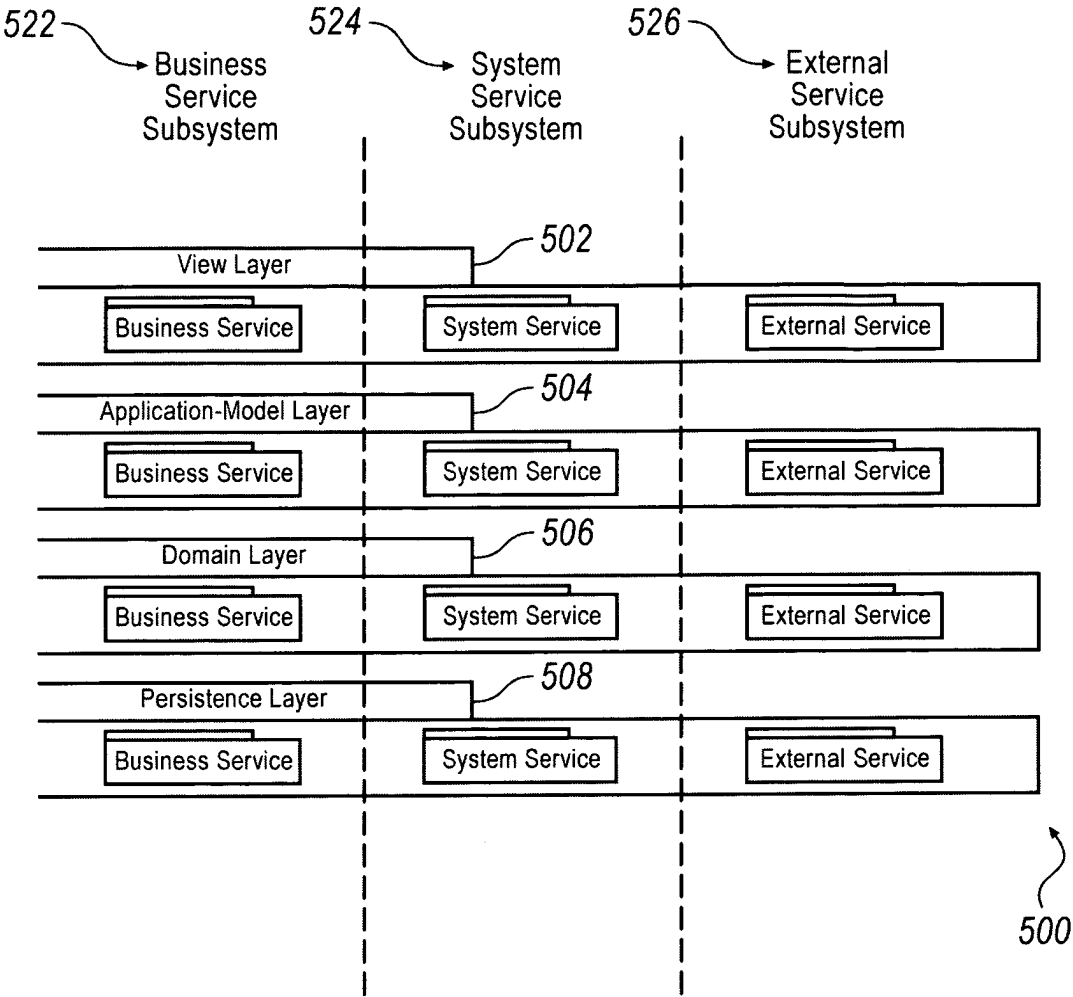 522
524
526
Business
Service
Subsystem
System
Service
Subsystem
External
Service
Subsystem
502
View Layer
Business Service
System Service
External Service
504
Application-Model Layer
Business Service
System Service
External Service
506
Domain Layer
Business Service
System Service
External Service
508
Persistence Layer
Business Service
System Service
External Service
500